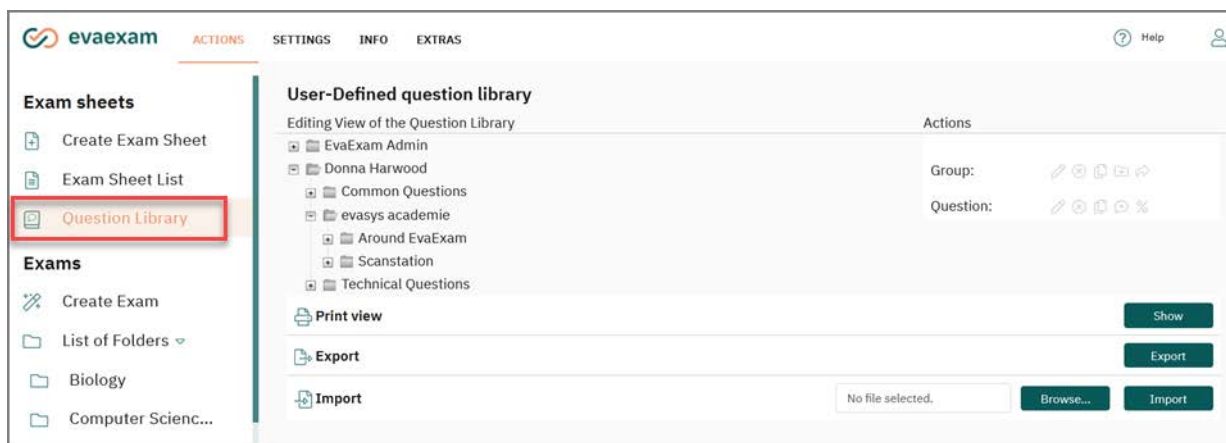 evaexam ACTIONS SETTINGS INFO EXTRAS Help
Exam sheets
Create Exam Sheet
Exam Sheet List
Question Library
Exams
Create Exam
List of Folders
Biology
Computer Scienc...
User-Defined question library
Editing View of the Question Library Actions
EvaExam Admin
Donna Harwood
Common Questions
evasys academie
Around EvaExam
Scanstation
Technical Questions
Group:
Question:
Print view Show
Export Export
Import No file selected. Browse... Import